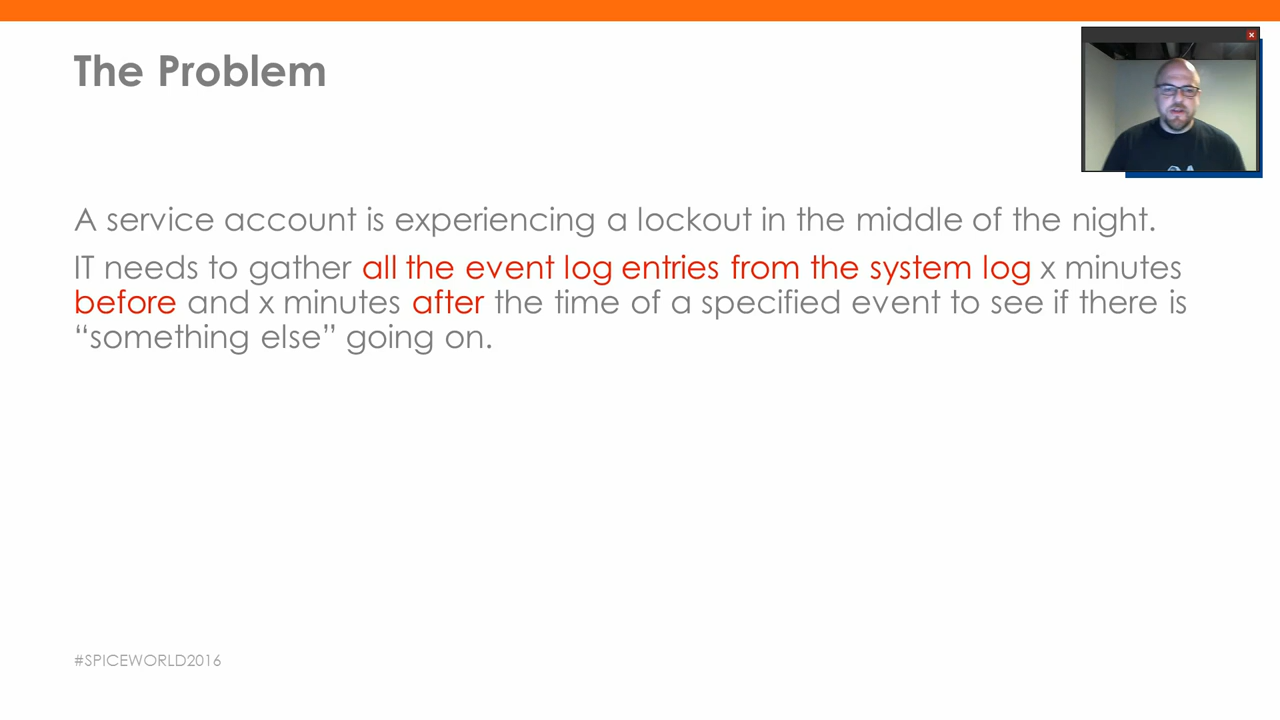 The Problem
A service account is experiencing a lockout in the middle of the night.
IT needs to gather all the event log entries from the system log x minutes
before and x minutes after the time of a specified event to see if there is
“something else” going on.
#SPICEWORLD2016